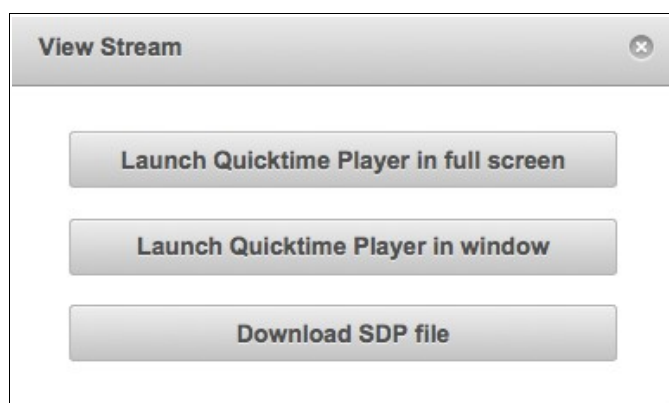 View Stream
Launch Quicktime Player in full screen
Launch Quicktime Player in window
Download SDP file